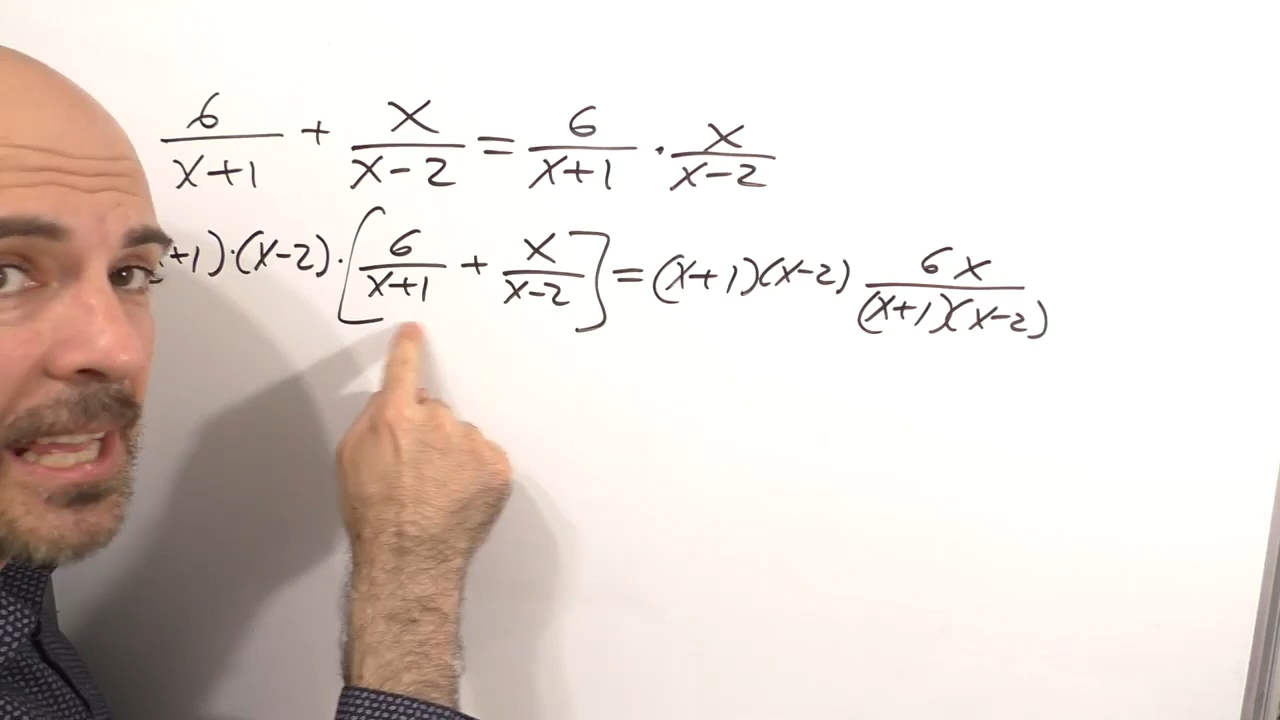 6/(x+1) + x/(x-2) = 6/(x+1) · x/(x-2)
+1)·(x-2)·[6/(x+1) + x/(x-2)] = (x+1)(x-2) 6x/((x+1)(x-2))